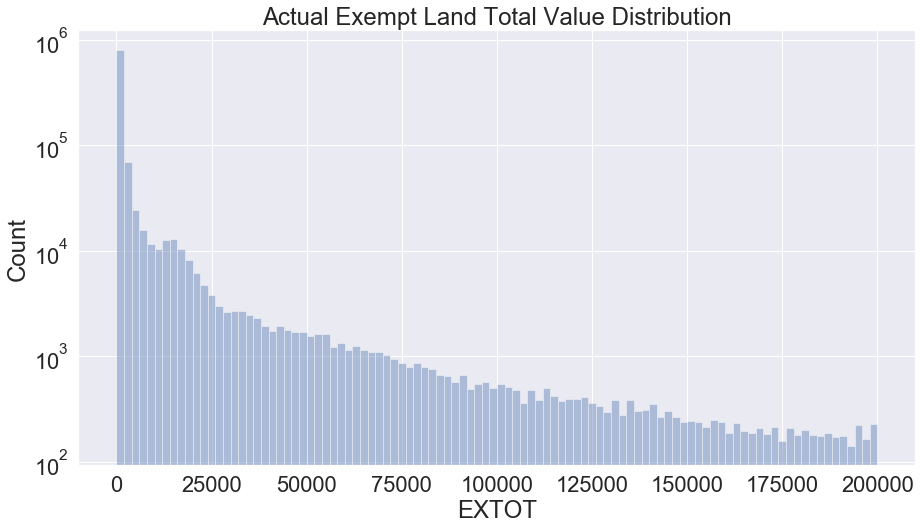 Actual Exempt Land Total Value Distribution
10^6
10^5
10^4
10^3
10^2
Count
0 25000 50000 75000 100000 125000 150000 175000 200000
EXTOT